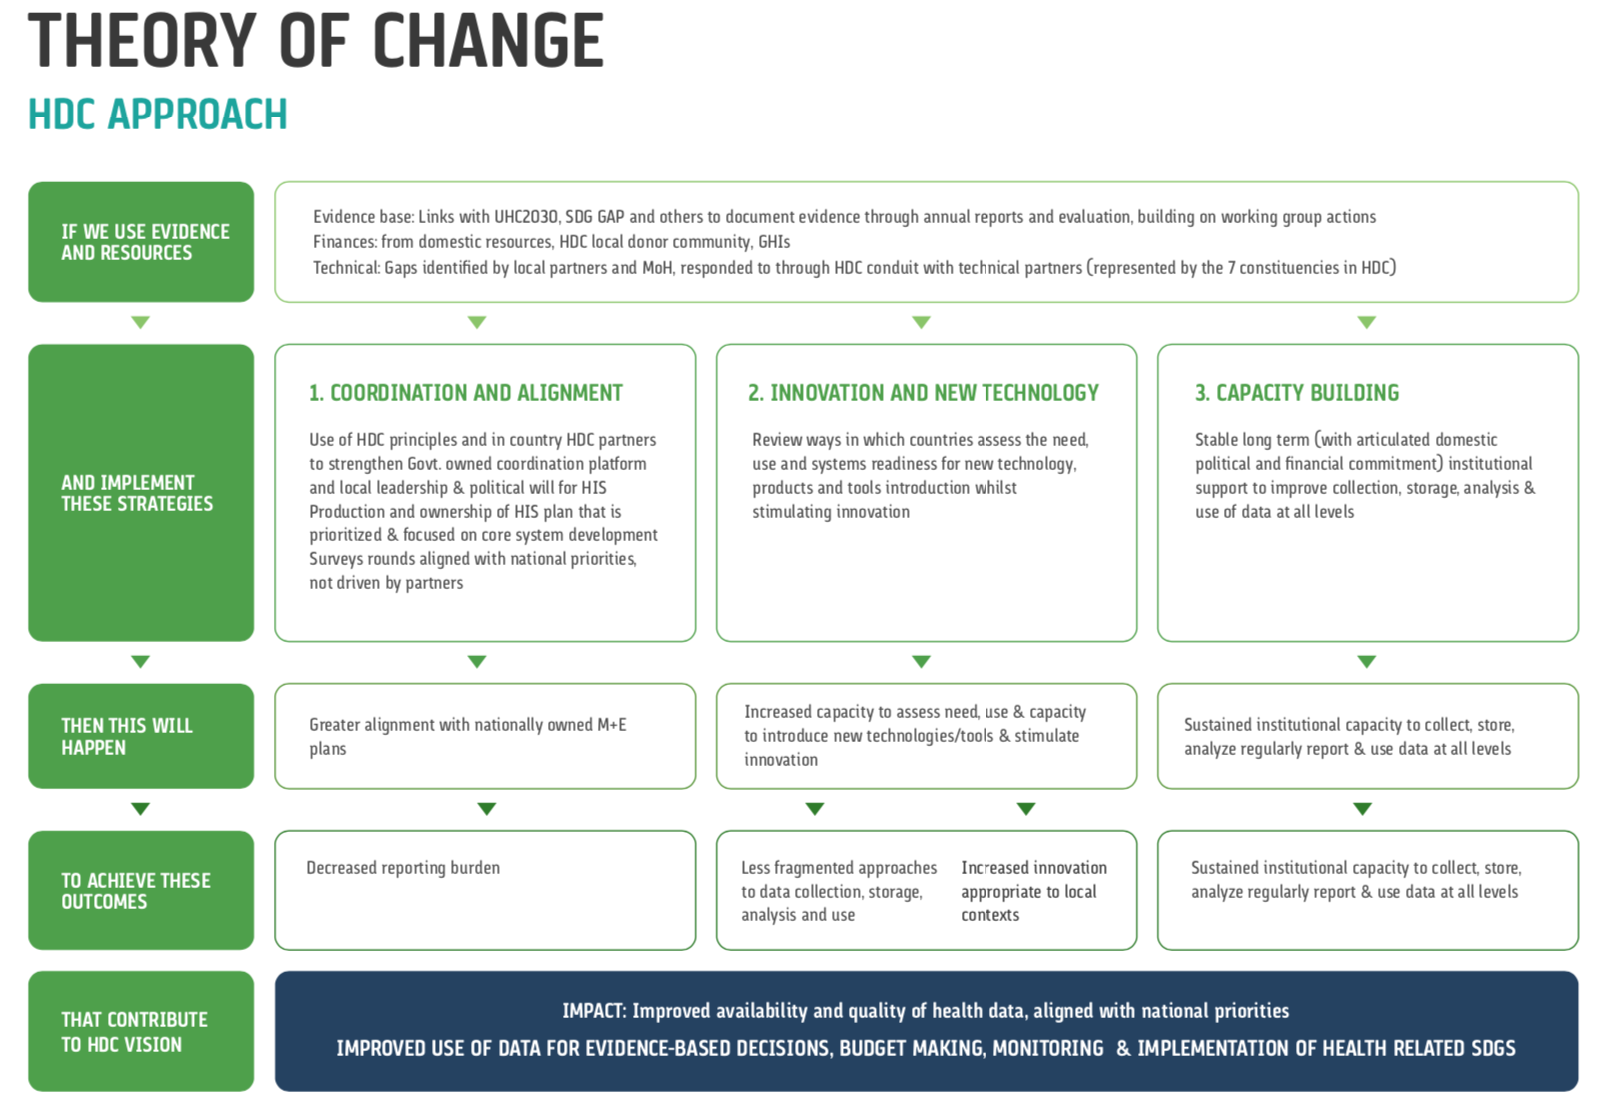 THEORY OF CHANGE
HDC APPROACH
IF WE USE EVIDENCE
AND RESOURCES
Evidence base: Links with UHC2030, SDG GAP and others to document evidence through annual reports and evaluation, building on working group actions
Finances: from domestic resources, HDC local donor community, GHIs
Technical: Gaps identified by local partners and MoH, responded to through HDC conduit with technical partners (represented by the 7 constituencies in HDC)
AND IMPLEMENT
THESE STRATEGIES
1. COORDINATION AND ALIGNMENT
Use of HDC principles and in country HDC partners
to strengthen Govt. owned coordination platform
and local leadership & political will for HIS
Production and ownership of HIS plan that is
prioritized & focused on core system development
Surveys rounds aligned with national priorities,
not driven by partners
2. INNOVATION AND NEW TECHNOLOGY
Review ways in which countries assess the need,
use and systems readiness for new technology,
products and tools introduction whilst
stimulating innovation
3. CAPACITY BUILDING
Stable long term (with articulated domestic
political and financial commitment) institutional
support to improve collection, storage, analysis &
use of data at all levels
THEN THIS WILL
HAPPEN
Greater alignment with nationally owned M+E
plans
Increased capacity to assess need, use & capacity
to introduce new technologies/tools & stimulate
innovation
Sustained institutional capacity to collect, store,
analyze regularly report & use data at all levels
TO ACHIEVE THESE
OUTCOMES
Decreased reporting burden
Less fragmented approaches
to data collection, storage,
analysis and use
Increased innovation
appropriate to local
contexts
Sustained institutional capacity to collect, store,
analyze regularly report & use data at all levels
THAT CONTRIBUTE
TO HDC VISION
IMPACT: Improved availability and quality of health data, aligned with national priorities
IMPROVED USE OF DATA FOR EVIDENCE-BASED DECISIONS, BUDGET MAKING, MONITORING & IMPLEMENTATION OF HEALTH RELATED SDGS